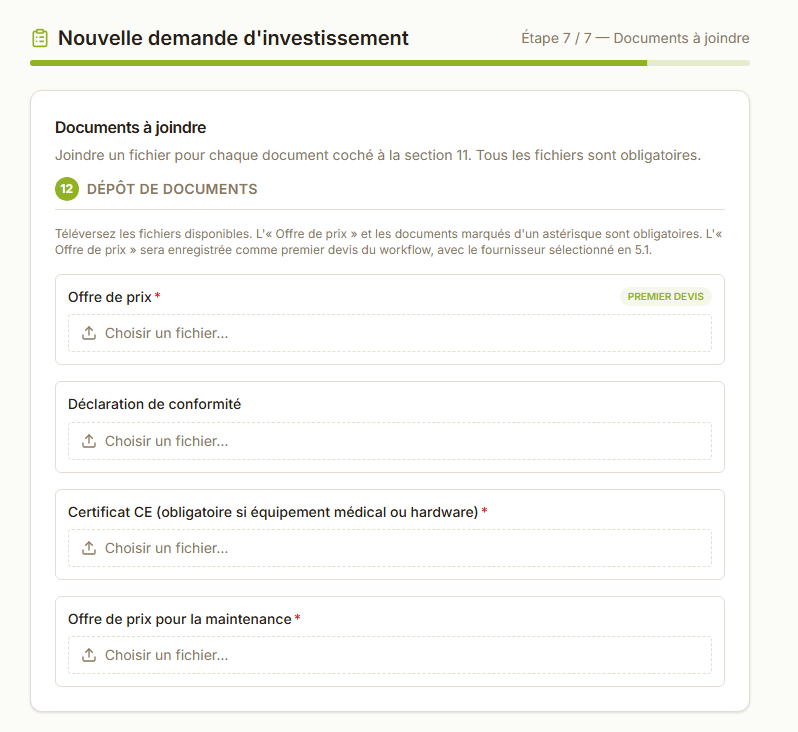 Nouvelle demande d'investissement
Étape 7 / 7 — Documents à joindre
Documents à joindre
Joindre un fichier pour chaque document coché à la section 11. Tous les fichiers sont obligatoires.
12 DÉPÔT DE DOCUMENTS
Téléversez les fichiers disponibles. L'« Offre de prix » et les documents marqués d'un astérisque sont obligatoires. L'«
Offre de prix » sera enregistrée comme premier devis du workflow, avec le fournisseur sélectionné en 5.1.
Offre de prix *
PREMIER DEVIS
Choisir un fichier...
Déclaration de conformité
Choisir un fichier...
Certificat CE (obligatoire si équipement médical ou hardware) *
Choisir un fichier...
Offre de prix pour la maintenance *
Choisir un fichier...